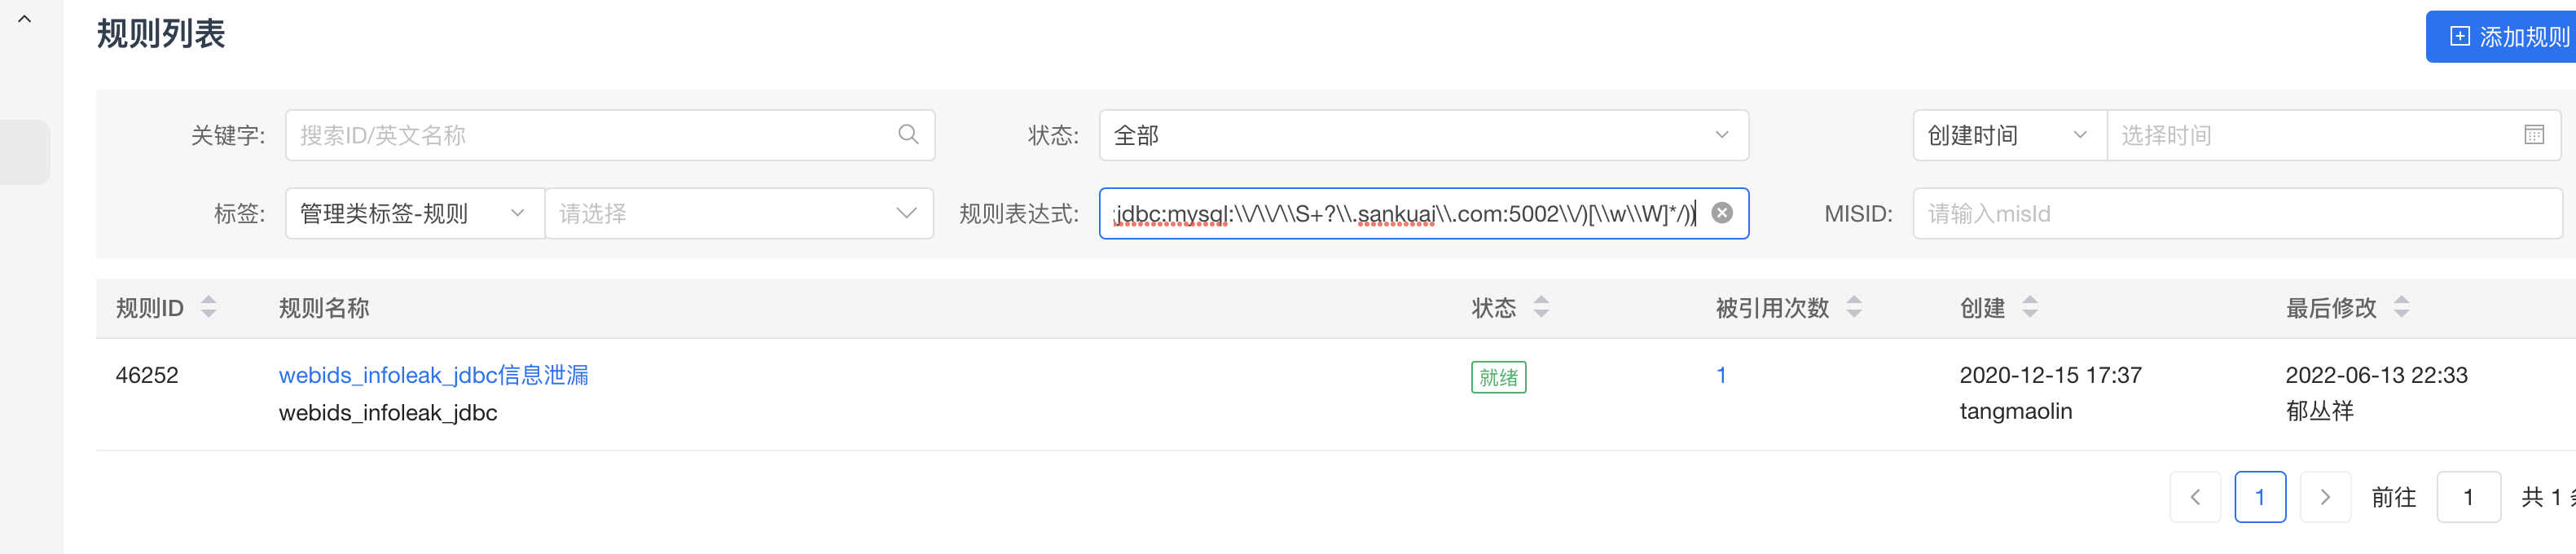 规则列表
添加规则
关键字:
搜索ID/英文名称
状态:
全部
创建时间
选择时间
标签:
管理类标签-规则
请选择
规则表达式:
jdbc:mysql:\\/\\/\\S+?\\.sankuai\\.com:5002\\/)[\\w\\W]*/))
MISID:
请输入misId
规则ID
规则名称
状态
被引用次数
创建
最后修改
46252
webids_infoleak_jdbc信息泄漏
webids_infoleak_jdbc
就绪
1
2020-12-15 17:37
tangmaolin
2022-06-13 22:33
郁丛祥
1
前往
1
共 1